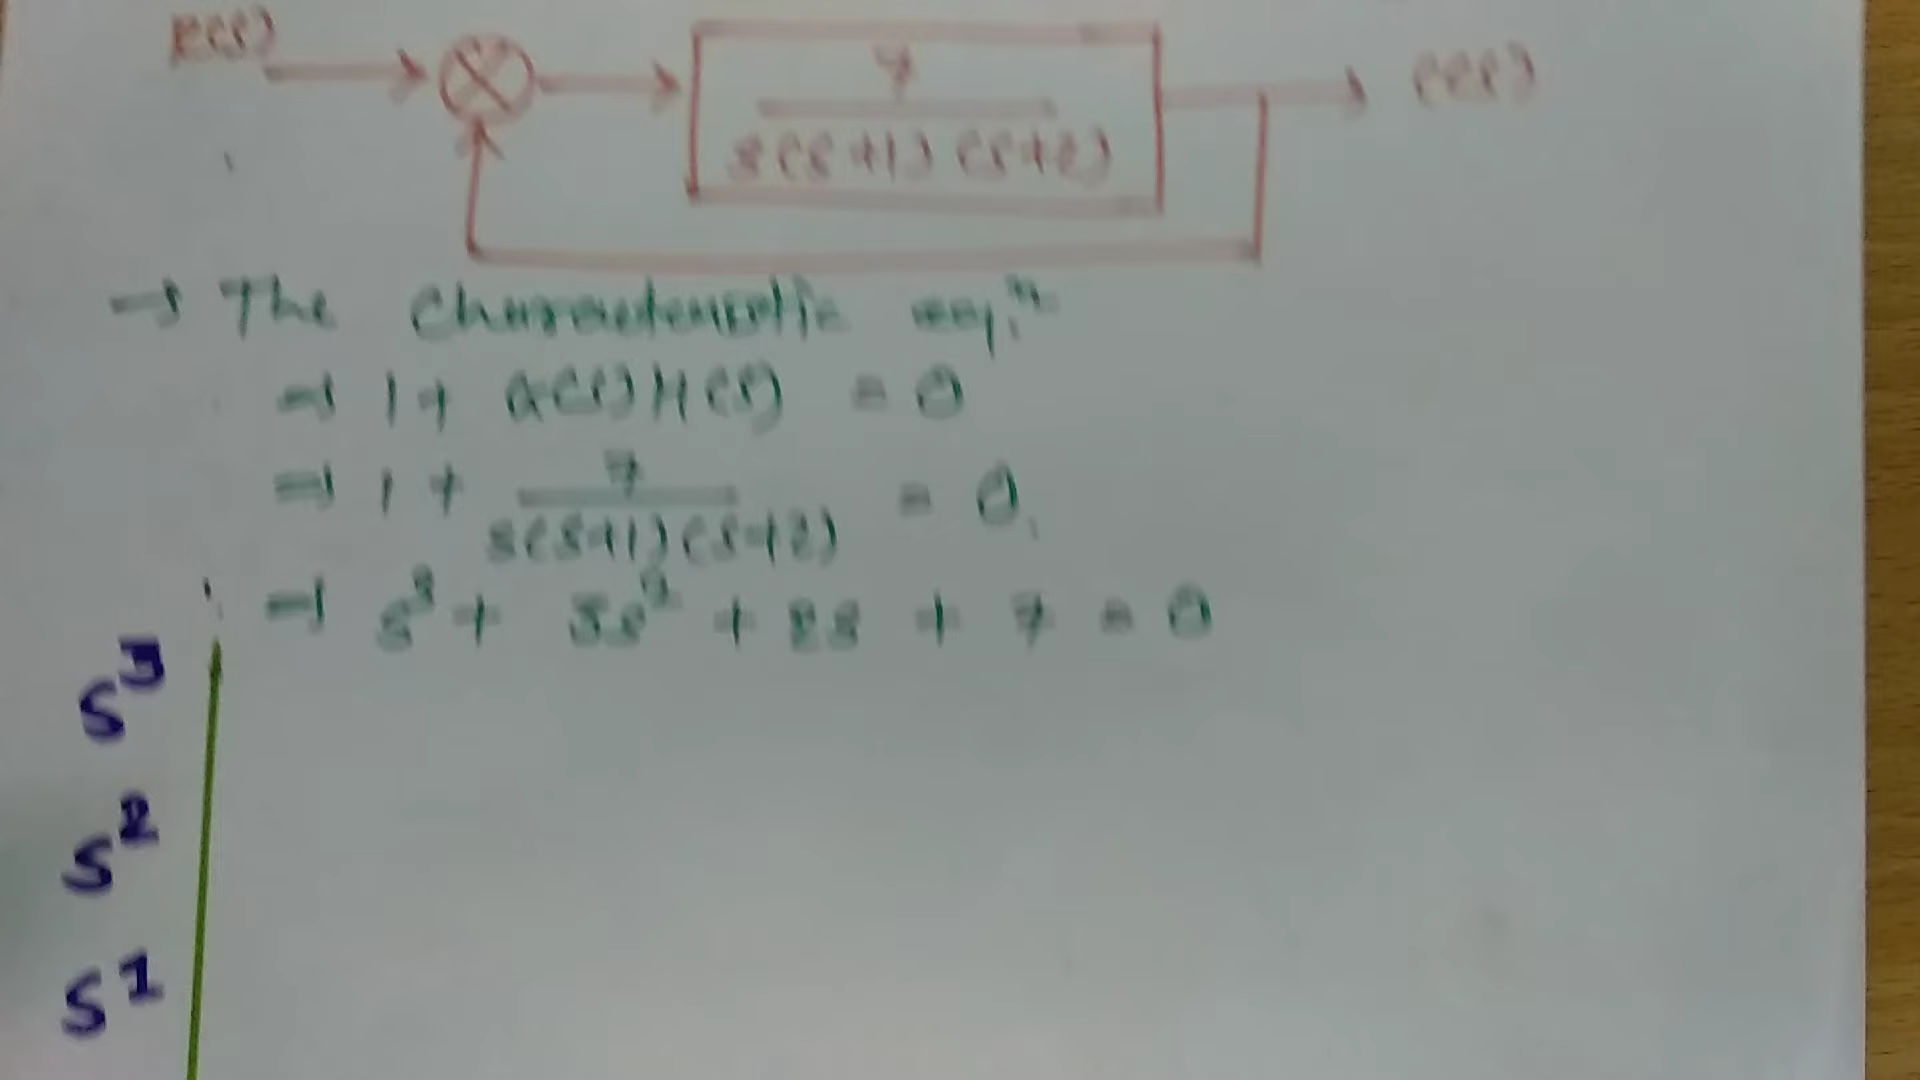 R(s)
7
s(s+1)(s+2)
C(s)
→ The Characteristic eq.ⁿ
⇒ 1 + G(s)H(s) = 0
⇒ 1 + 7 / s(s+1)(s+2) = 0
⇒ s³ + 3s² + 2s + 7 = 0
s³
s²
s¹